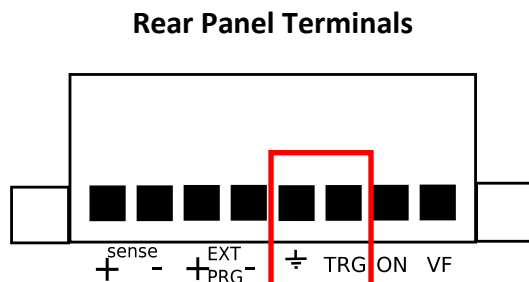 Rear Panel Terminals
sense EXT
+ - + PRG - ⏚ TRG ON VF